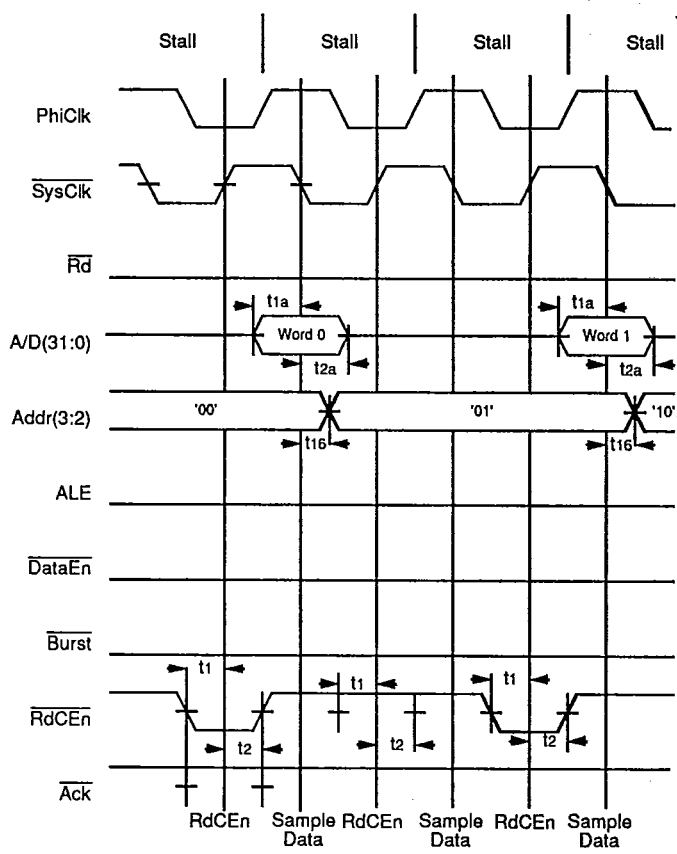 Stall Stall Stall Stall
PhiClk
SysClk
Rd
t1a t1a
A/D(31:0) Word 0 Word 1
t2a t2a
Addr(3:2) '00' '01' '10'
t16 t16
ALE
DataEn
Burst
t1 t1 t1
RdCEn
t2 t2 t2
Ack
RdCEn Sample Data RdCEn Sample Data RdCEn Sample Data